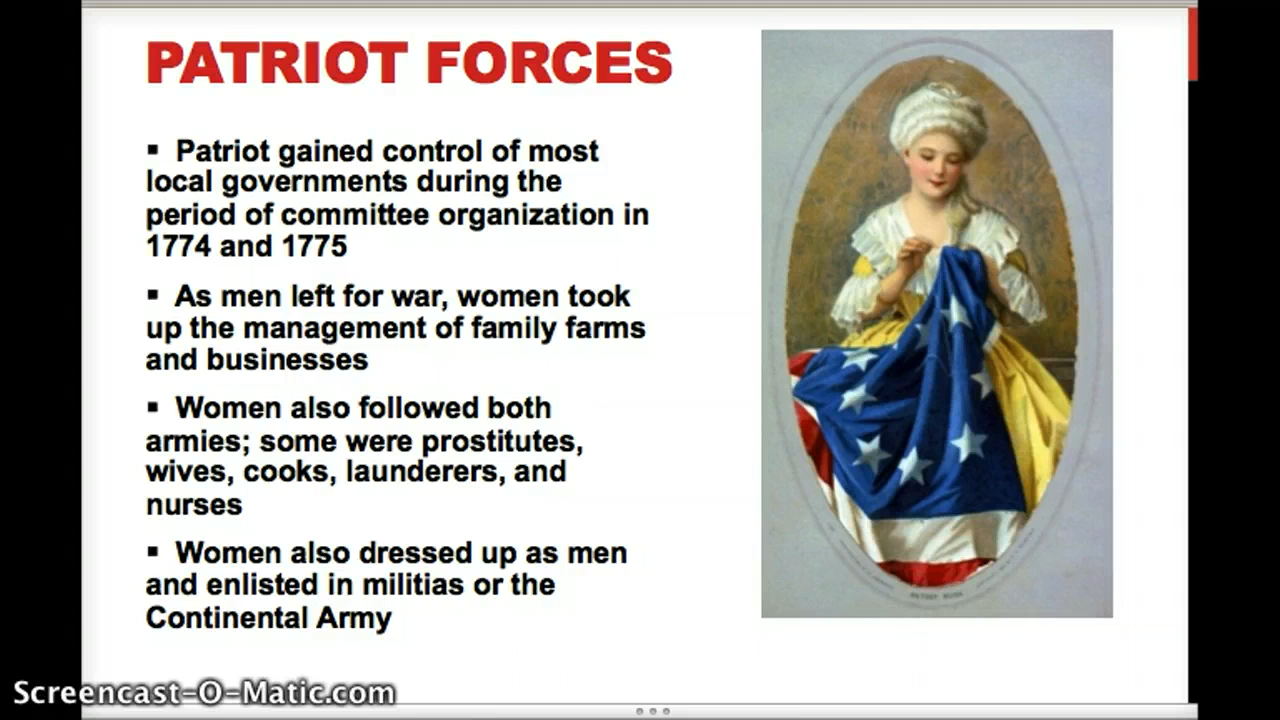 PATRIOT FORCES
▪ Patriot gained control of most
local governments during the
period of committee organization in
1774 and 1775
▪ As men left for war, women took
up the management of family farms
and businesses
▪ Women also followed both
armies; some were prostitutes,
wives, cooks, launderers, and
nurses
▪ Women also dressed up as men
and enlisted in militias or the
Continental Army
Screencast-O-Matic.com